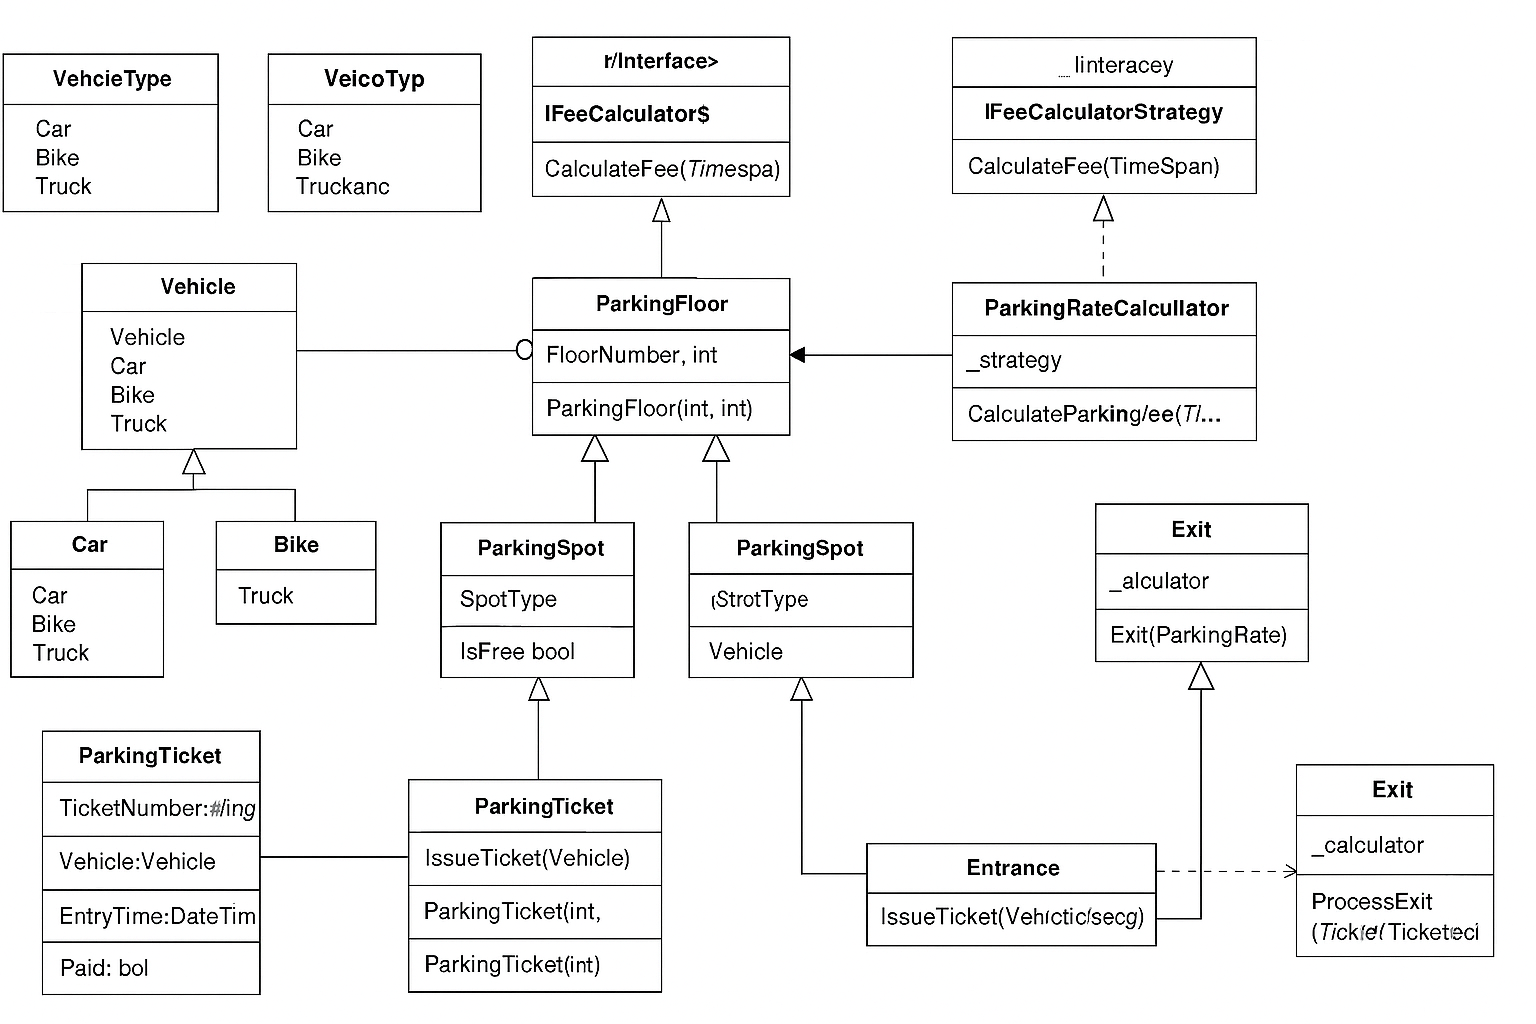 VehcieType
Car
Bike
Truck
VeicoTyp
Car
Bike
Truckanc
r/Interface>
IFeeCalculator$
CalculateFee(Timespa)
_ linteracey
IFeeCalculatorStrategy
CalculateFee(TimeSpan)
Vehicle
Vehicle
Car
Bike
Truck
ParkingFloor
FloorNumber, int
ParkingFloor(int, int)
ParkingRateCalcullator
_strategy
CalculateParking/ee(T/...
Car
Car
Bike
Truck
Bike
Truck
ParkingSpot
SpotType
IsFree bool
ParkingSpot
(StrotType
Vehicle
Exit
_alculator
Exit(ParkingRate)
ParkingTicket
TicketNumber:#/ing
Vehicle:Vehicle
EntryTime:DateTim
Paid: bol
ParkingTicket
IssueTicket(Vehicle)
ParkingTicket(int,
ParkingTicket(int)
Entrance
IssueTicket(
Exit
_calculator
ProcessExit